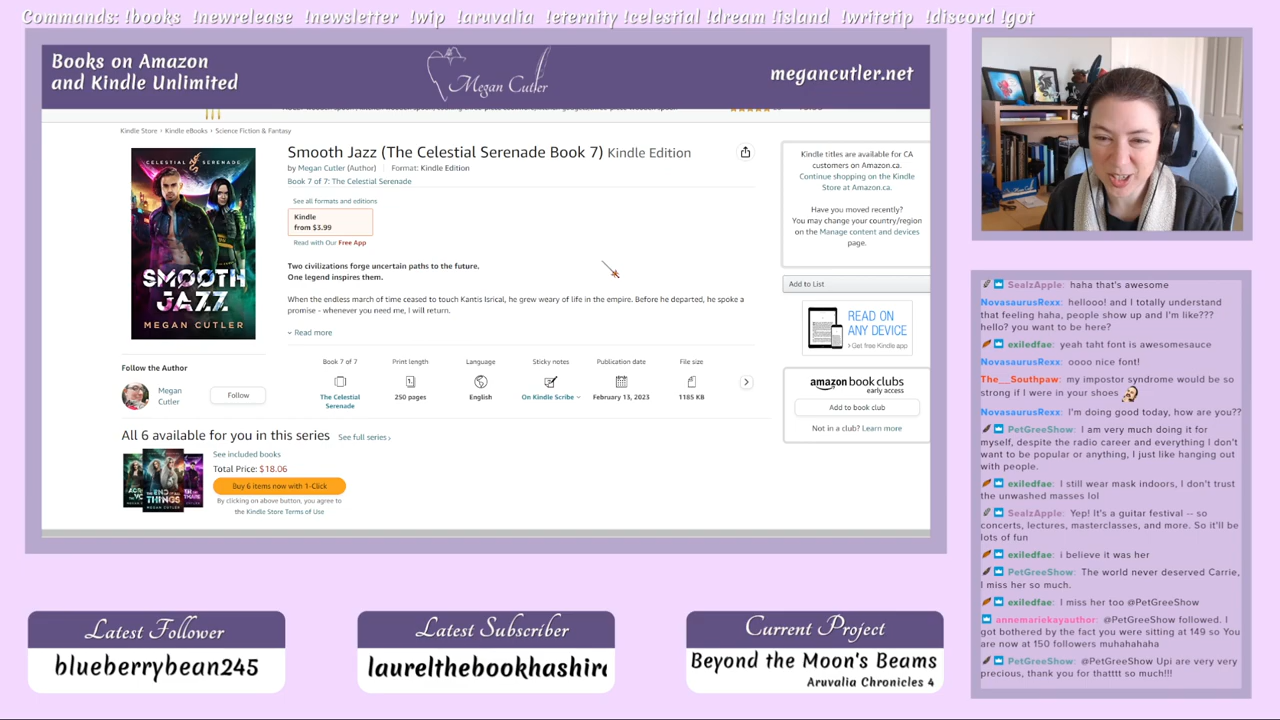 Commands: !books !newrelease !newsletter !wip !aruvalia !eternity !celestial !dream !island !writetip !discord !got
Books on Amazon
and Kindle Unlimited
Megan Cutler
megancutler.net
Kindle Store › Kindle eBooks › Science Fiction & Fantasy
CELESTIAL SERENADE
SMOOTH
JAZZ
MEGAN CUTLER
Smooth Jazz (The Celestial Serenade Book 7) Kindle Edition
by Megan Cutler (Author) Format: Kindle Edition
Book 7 of 7: The Celestial Serenade
See all formats and editions
Kindle
from $3.99
Read with Our Free App
Two civilizations forge uncertain paths to the future.
One legend inspires them.
When the endless march of time ceased to touch Kantis Isrical, he grew weary of life in the empire. Before he departed, he spoke a
promise - whenever you need me, I will return.
Read more
Book 7 of 7
The Celestial
Serenade
Print length
250 pages
Language
English
Sticky notes
On Kindle Scribe
Publication date
February 13, 2023
File size
1185 KB
Follow the Author
Megan
Cutler
Follow
All 6 available for you in this series See full series ›
See included books
Total Price: $18.06
Buy 6 items now with 1-Click
By clicking on above button, you agree to
the Kindle Store Terms of Use
Kindle titles are available for CA
customers on Amazon.ca.
Continue shopping on the Kindle
Store at Amazon.ca.
Have you moved recently?
You may change your country/region
on the Manage content and devices
page.
Add to List
READ ON
ANY DEVICE
› Get free Kindle app
amazon book clubs
early access
Add to book club
Not in a club? Learn more
SealzApple: haha that's awesome
NovasaurusRexx: hellooo! and I totally understand
that feeling haha, people show up and I'm like???
hello? you want to be here?
exiledfae: yeah taht font is awesomesauce
NovasaurusRexx: oooo nice font!
The__Southpaw: my impostor syndrome would be so
strong if I were in your shoes
NovasaurusRexx: I'm doing good today, how are you??
PetGreeShow: I am very much doing it for
myself, despite the radio career and everything I don't
want to be popular or anything, I just like hanging out
with people.
exiledfae: I still wear mask indoors, I don't trust
the unwashed masses lol
SealzApple: Yep! It's a guitar festival -- so
concerts, lectures, masterclasses, and more. So it'll be
lots of fun
exiledfae: i believe it was her
PetGreeShow: The world never deserved Carrie,
I miss her so much.
exiledfae: I miss her too @PetGreeShow
annemariekayauthor: @PetGreeShow followed. I
got bothered by the fact you were sitting at 149 so You
are now at 150 followers muhahahaha
PetGreeShow: @PetGreeShow Upi are very very
precious, thank you for thatttt so much!!!
Latest Follower
blueberrybean245
Latest Subscriber
laurelthebookhashira
Current Project
Beyond the Moon's Beams
Aruvalia Chronicles 4